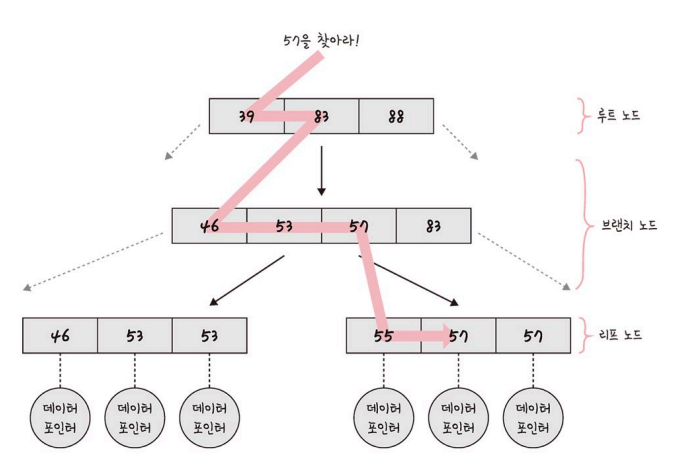 57을 찾아라!
39 83 88
루트 노드
46 53 57 83
브랜치 노드
46 53 53 55 57 57
리프 노드
데이터 데이터 데이터 데이터 데이터 데이터
포인터 포인터 포인터 포인터 포인터 포인터